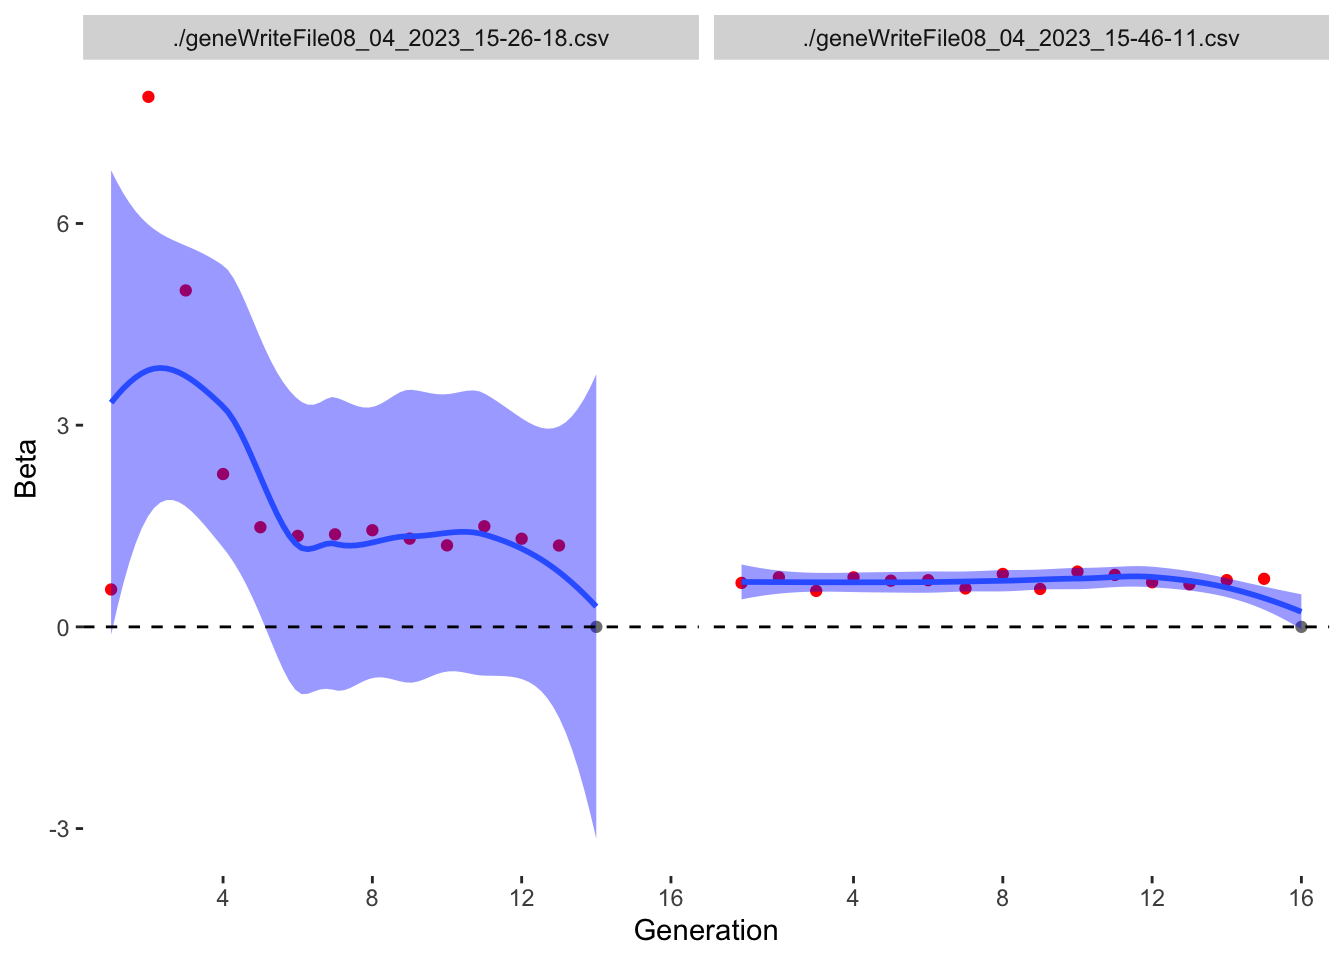 ./geneWriteFile08_04_2023_15-26-18.csv
./geneWriteFile08_04_2023_15-46-11.csv
6
3
0
-3
Beta
4 8 12 16
4 8 12 16
Generation